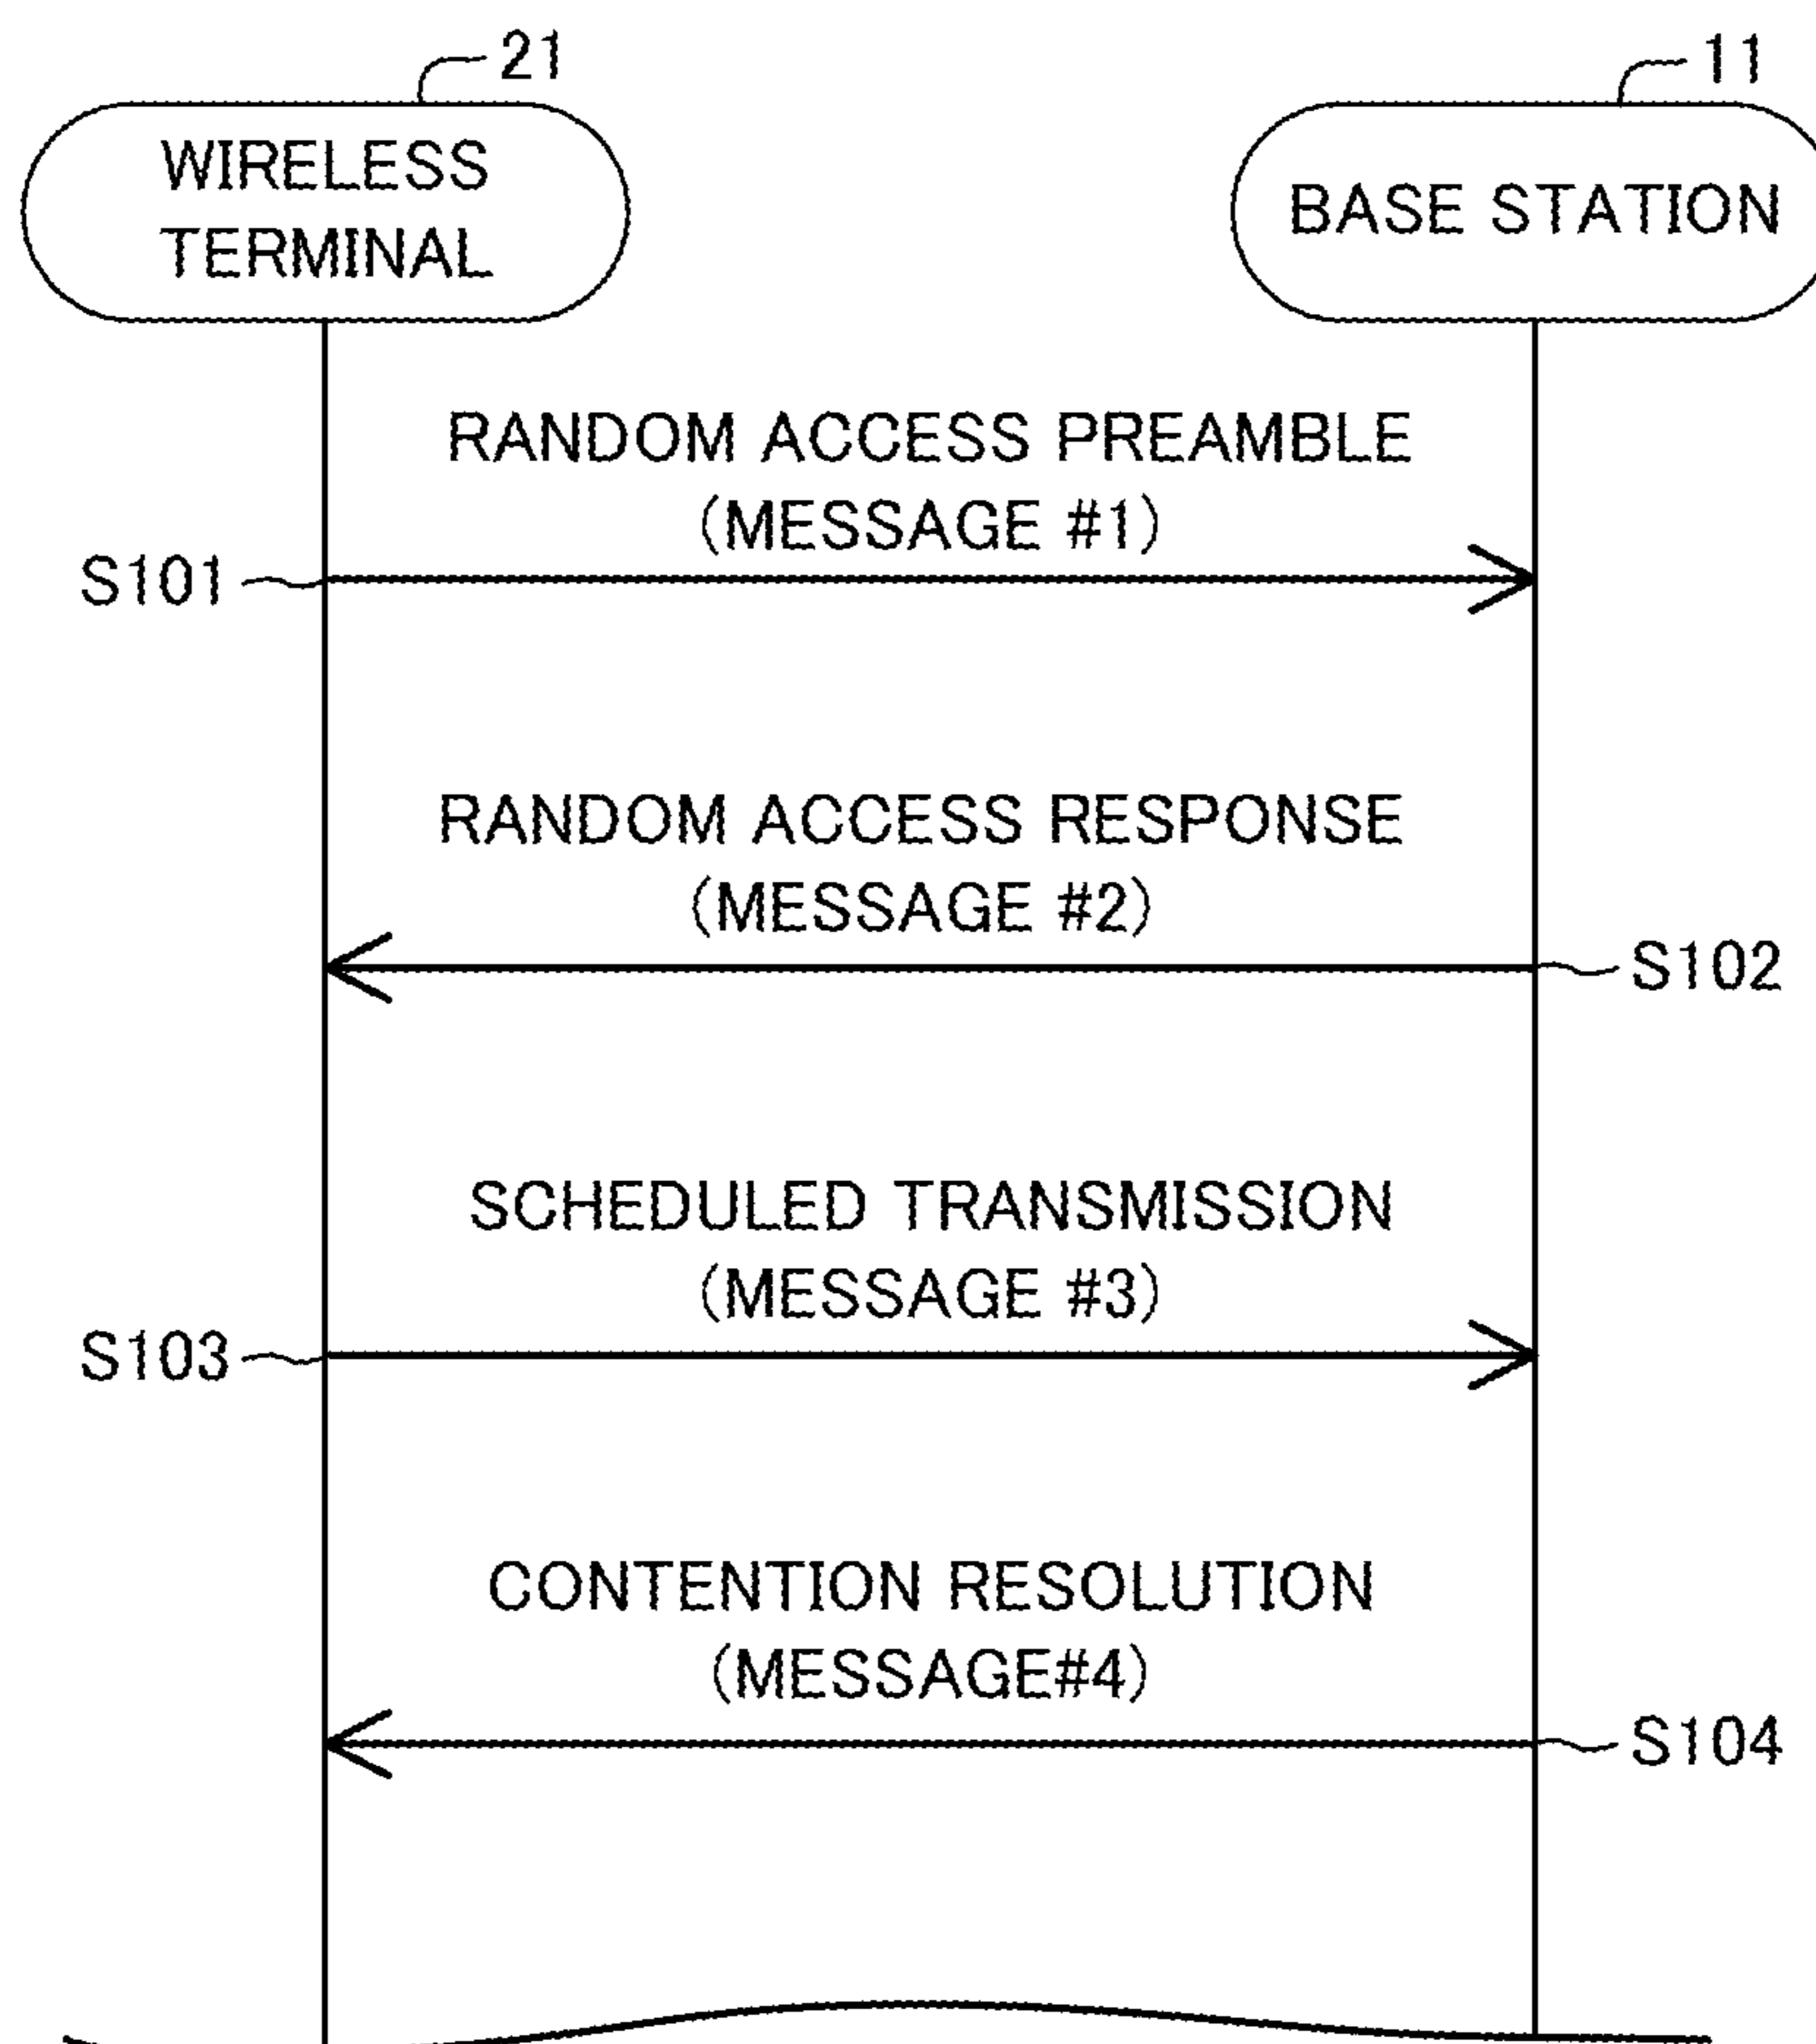 21
11
WIRELESS
TERMINAL
BASE STATION
RANDOM ACCESS PREAMBLE
(MESSAGE #1)
S101
RANDOM ACCESS RESPONSE
(MESSAGE #2)
S102
SCHEDULED TRANSMISSION
(MESSAGE #3)
S103
CONTENTION RESOLUTION
(MESSAGE#4)
S104